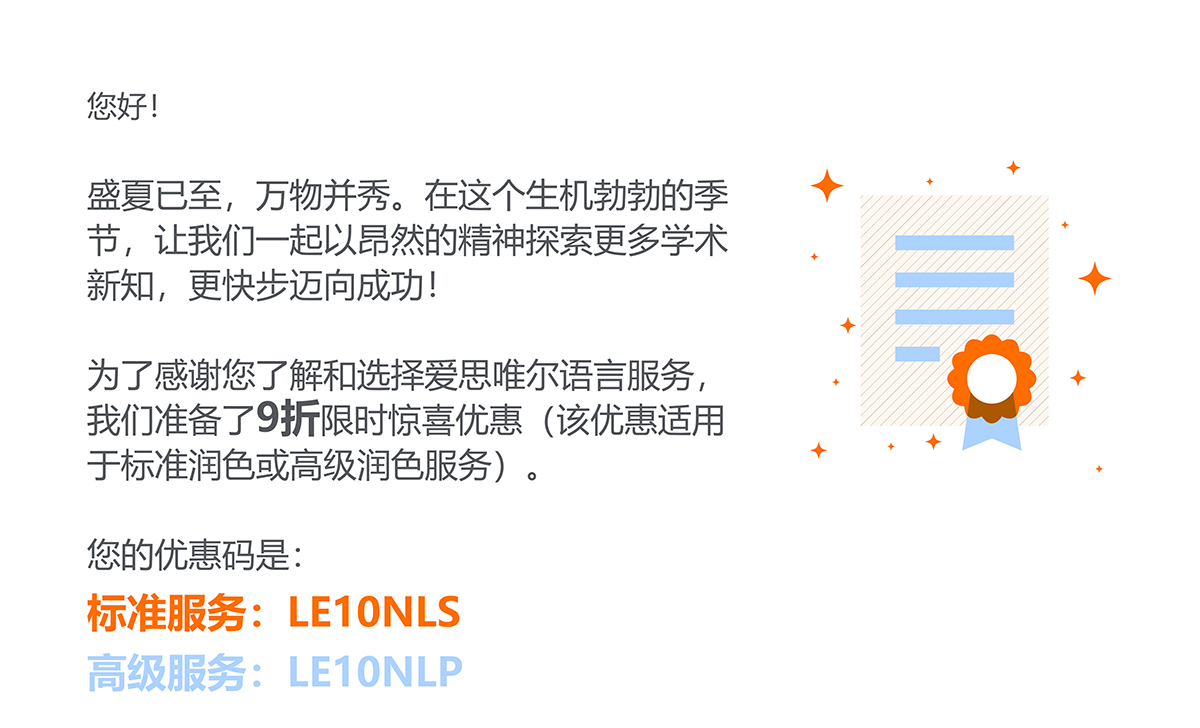 您好！
盛夏已至，万物并秀。在这个生机勃勃的季
节，让我们一起以昂然的精神探索更多学术
新知，更快步迈向成功！
为了感谢您了解和选择爱思唯尔语言服务，
我们准备了9折限时惊喜优惠（该优惠适用
于标准润色或高级润色服务）。
您的优惠码是：
标准服务：LE10NLS
高级服务：LE10NLP